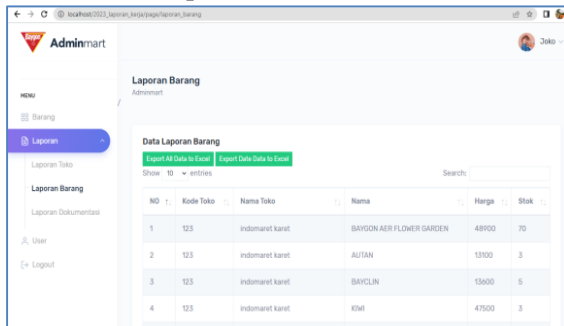 localhost/2023_laporan_kerja/page/laporan_barang
Adminmart
Joko
MENU
Barang
Laporan
Laporan Toko
Laporan Barang
Laporan Dokumentasi
User
Logout
Laporan Barang
Adminmart
/
Data Laporan Barang
Export All Data to Excel Export Date Data to Excel
Show 10 entries Search:
NO Kode Toko Nama Toko Nama Harga Stok
1 123 indomaret karet BAYGON AER FLOWER GARDEN 48900 70
2 123 indomaret karet AUTAN 13100 3
3 123 indomaret karet BAYCLIN 13600 5
4 123 indomaret karet KIWI 47500 3